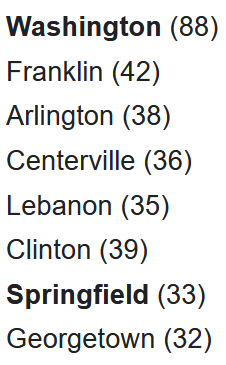 Washington (88)
Franklin (42)
Arlington (38)
Centerville (36)
Lebanon (35)
Clinton (39)
Springfield (33)
Georgetown (32)